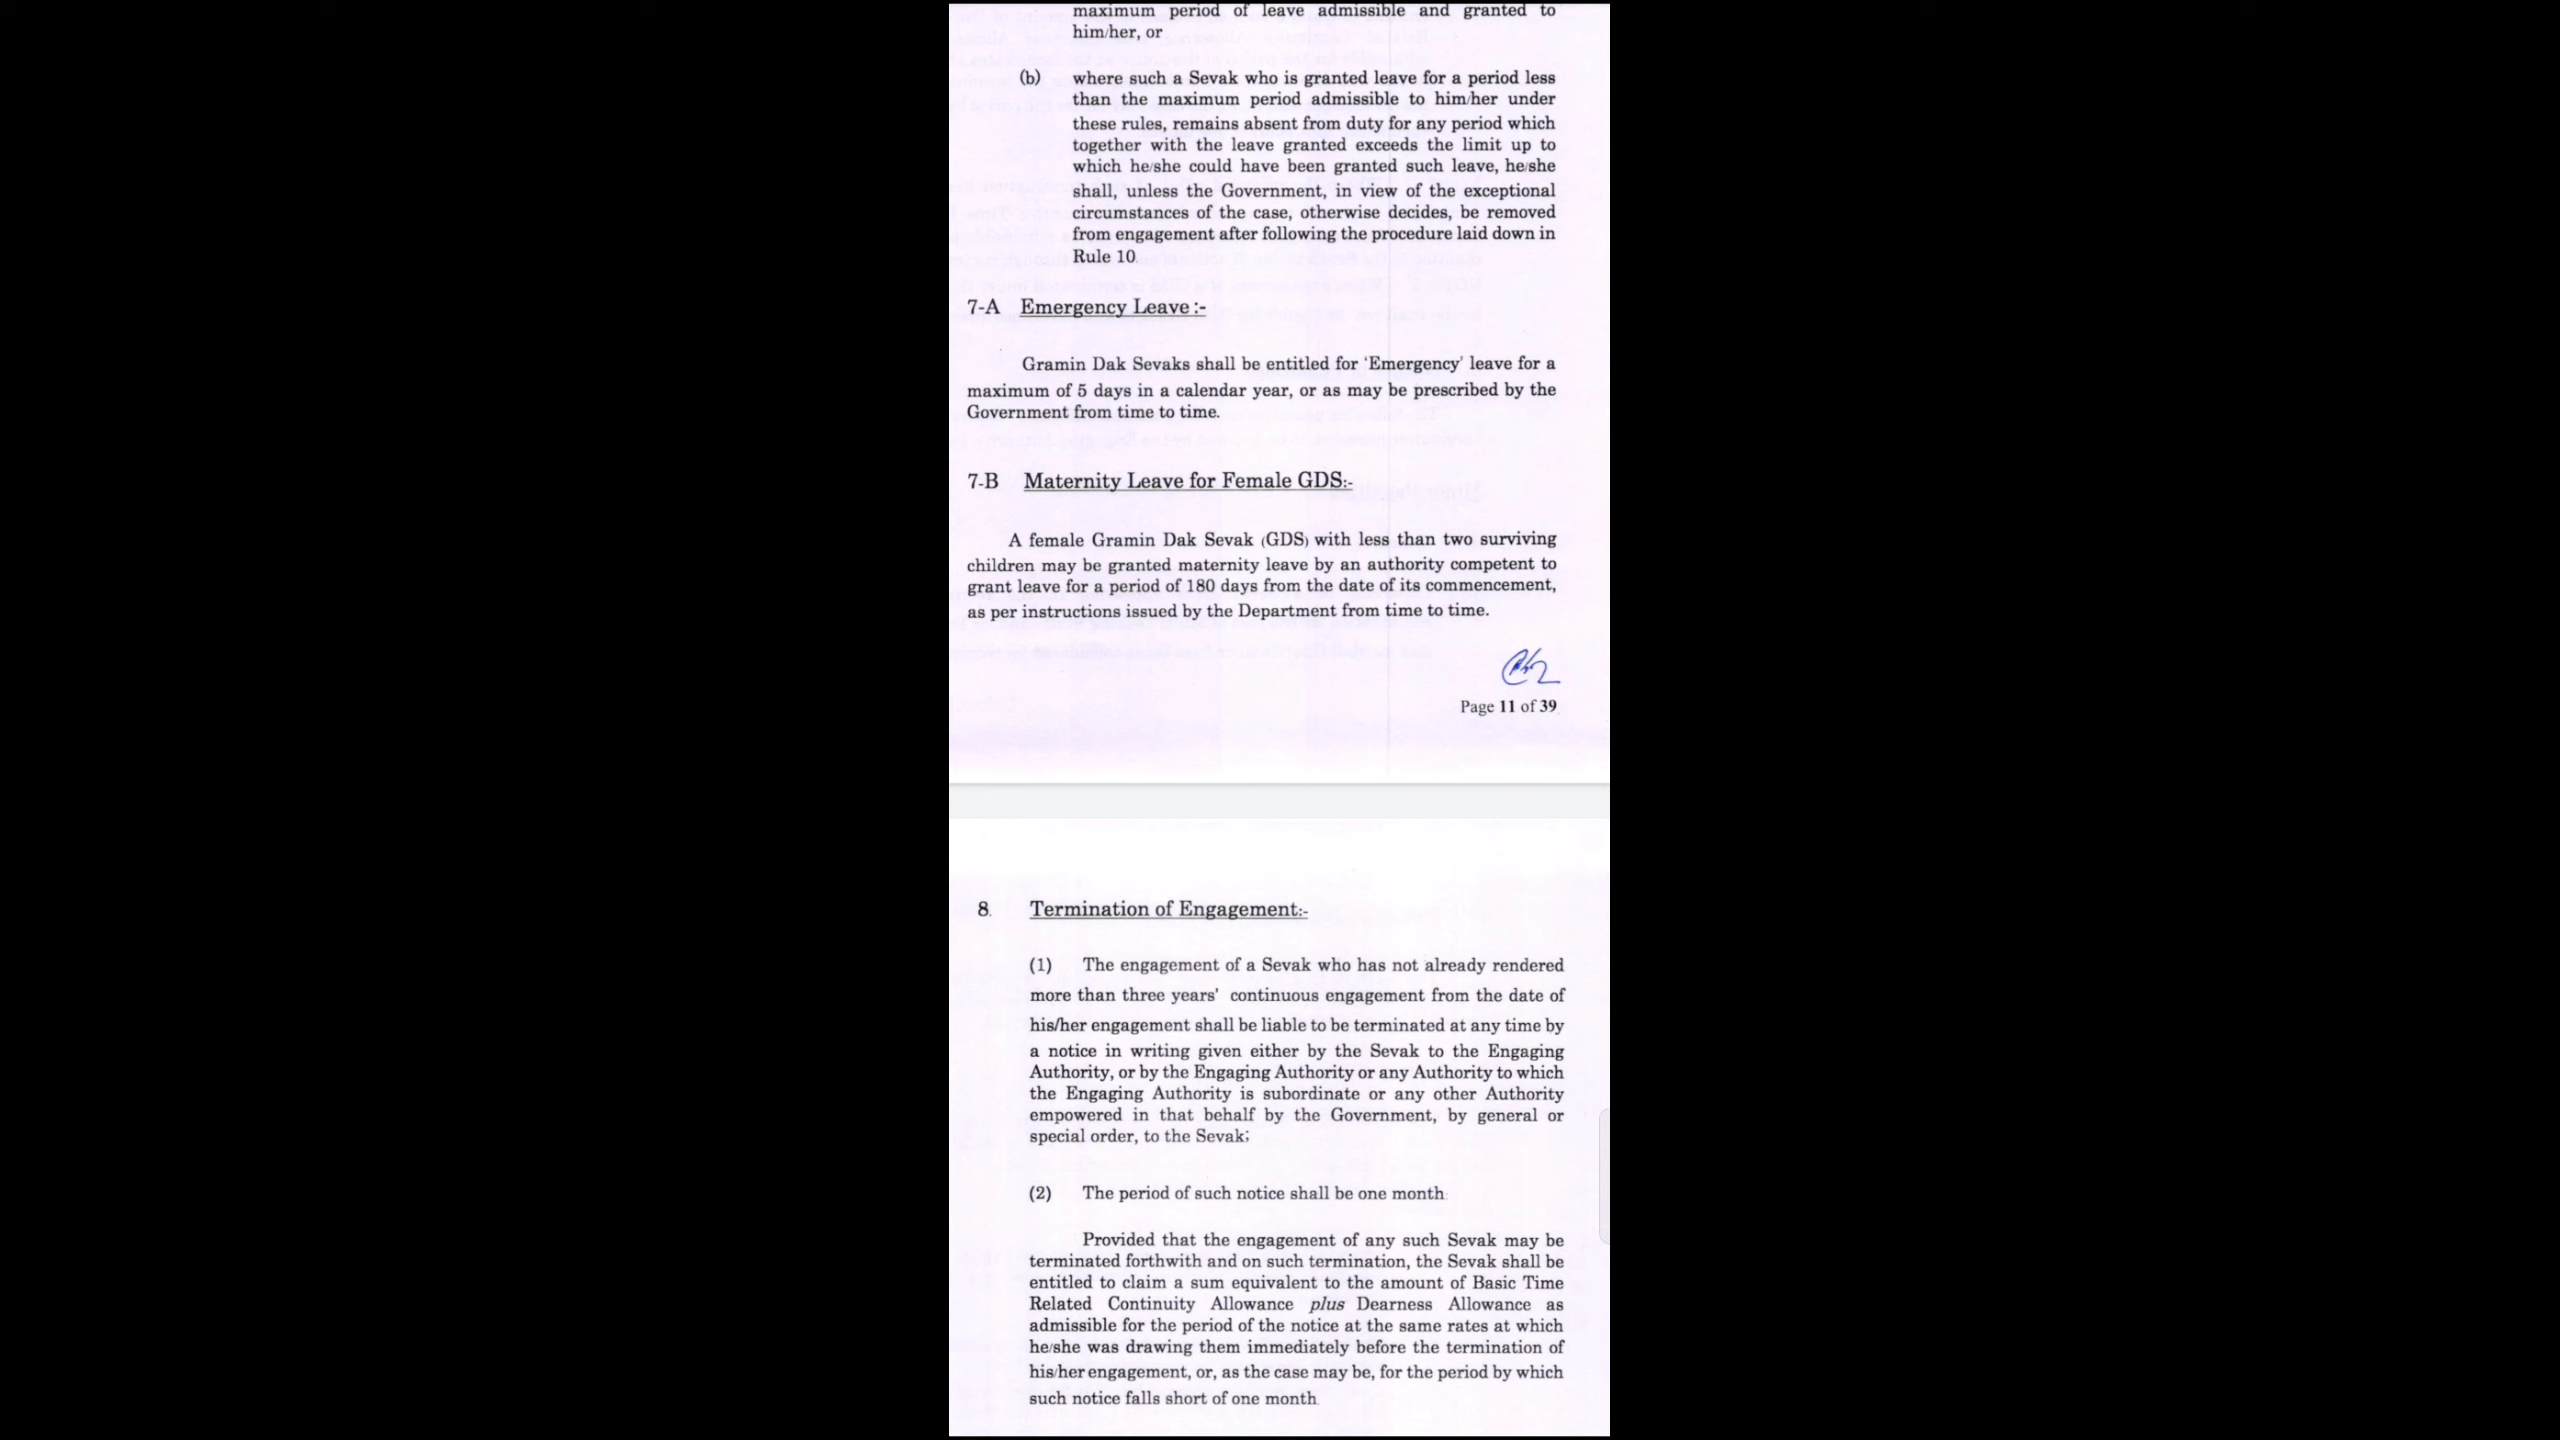 maximum period of leave admissible and granted to
him/her, or
(b) where such a Sevak who is granted leave for a period less
than the maximum period admissible to him/her under
these rules, remains absent from duty for any period which
together with the leave granted exceeds the limit up to
which he/she could have been granted such leave, he/she
shall, unless the Government, in view of the exceptional
circumstances of the case, otherwise decides, be removed
from engagement after following the procedure laid down in
Rule 10.
7-A Emergency Leave :-
Gramin Dak Sevaks shall be entitled for ‘Emergency’ leave for a
maximum of 5 days in a calendar year, or as may be prescribed by the
Government from time to time.
7-B Maternity Leave for Female GDS:-
A female Gramin Dak Sevak (GDS) with less than two surviving
children may be granted maternity leave by an authority competent to
grant leave for a period of 180 days from the date of its commencement,
as per instructions issued by the Department from time to time.
Page 11 of 39
8. Termination of Engagement:-
(1) The engagement of a Sevak who has not already rendered
more than three years’ continuous engagement from the date of
his/her engagement shall be liable to be terminated at any time by
a notice in writing given either by the Sevak to the Engaging
Authority, or by the Engaging Authority or any Authority to which
the Engaging Authority is subordinate or any other Authority
empowered in that behalf by the Government, by general or
special order, to the Sevak;
(2) The period of such notice shall be one month:
Provided that the engagement of any such Sevak may be
terminated forthwith and on such termination, the Sevak shall be
entitled to claim a sum equivalent to the amount of Basic Time
Related Continuity Allowance plus Dearness Allowance as
admissible for the period of the notice at the same rates at which
he/she was drawing them immediately before the termination of
his/her engagement, or, as the case may be, for the period by which
such notice falls short of one month.